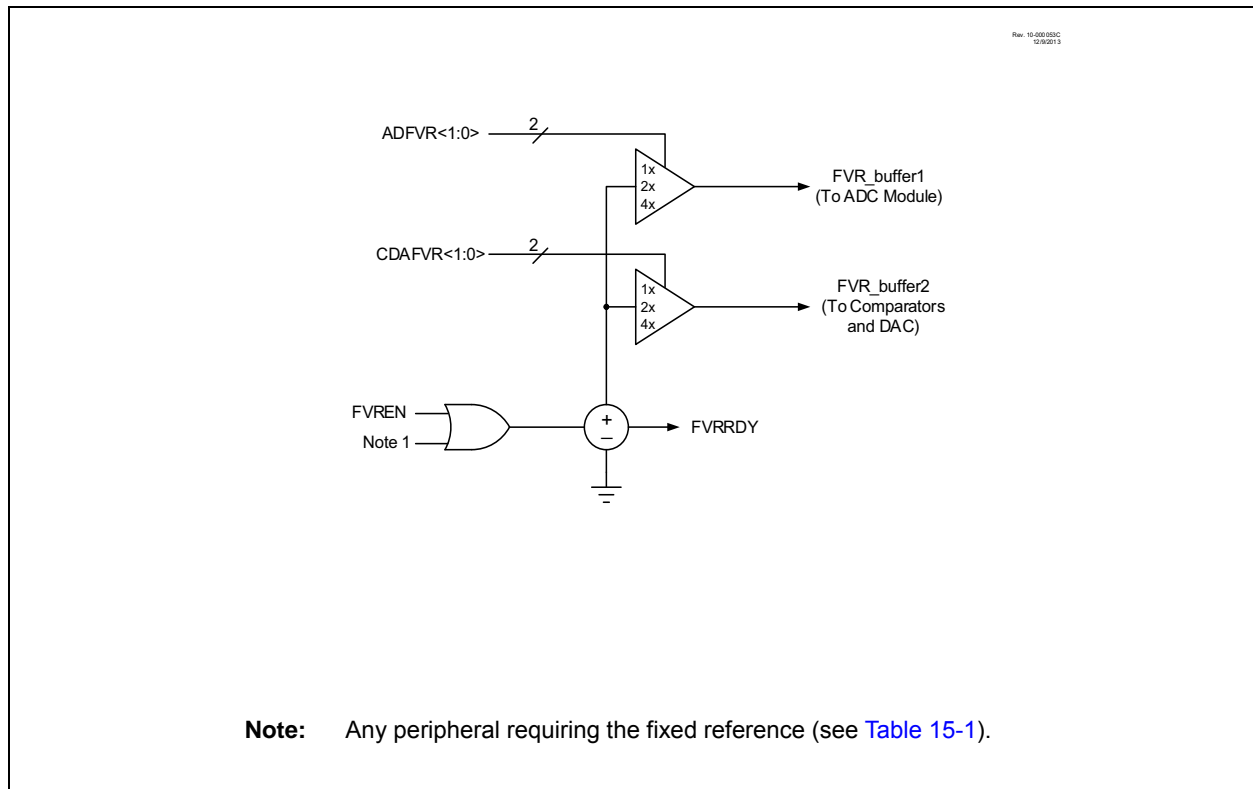 Rev. 10-000053C
12/9/2013
ADFVR<1:0>
2
1x
2x
4x
FVR_buffer1
(To ADC Module)
CDAFVR<1:0>
2
1x
2x
4x
FVR_buffer2
(To Comparators
and DAC)
FVREN
Note 1
+
–
FVRRDY
Note: Any peripheral requiring the fixed reference (see Table 15-1).